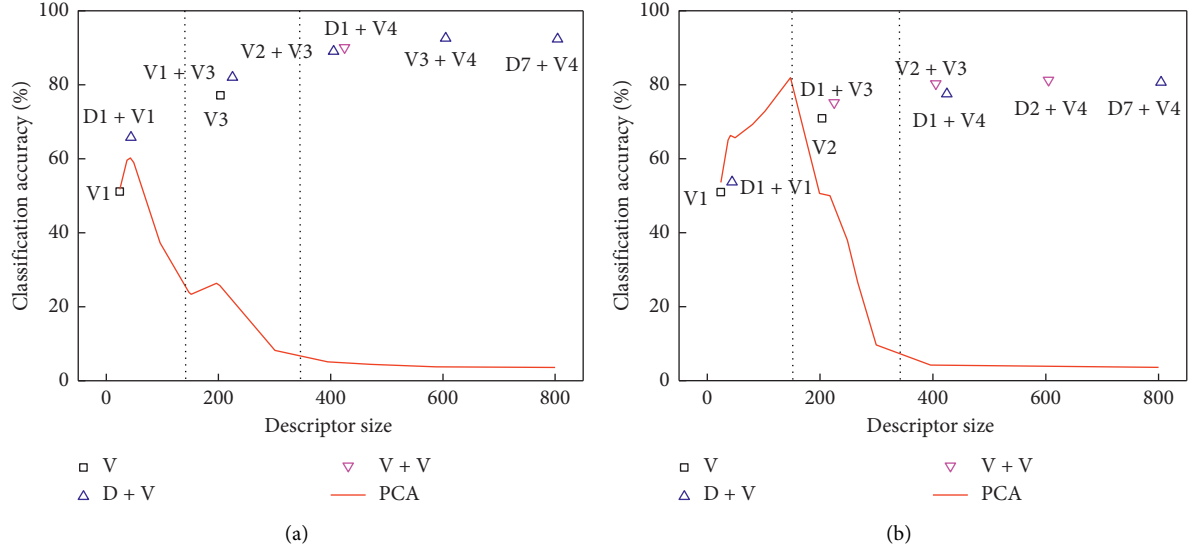 100
80
60
40
20
0
Classification accuracy (%)
V1
D1 + V1
V1 + V3
V3
V2 + V3
D1 + V4
V3 + V4
D7 + V4
0
200
400
600
800
Descriptor size
V
D + V
V + V
PCA
(a)
100
80
60
40
20
0
Classification accuracy (%)
V1
D1 + V1
D1 + V3
V2
V2 + V3
D1 + V4
D2 + V4
D7 + V4
0
200
400
600
800
Descriptor size
V
D + V
V + V
PCA
(b)